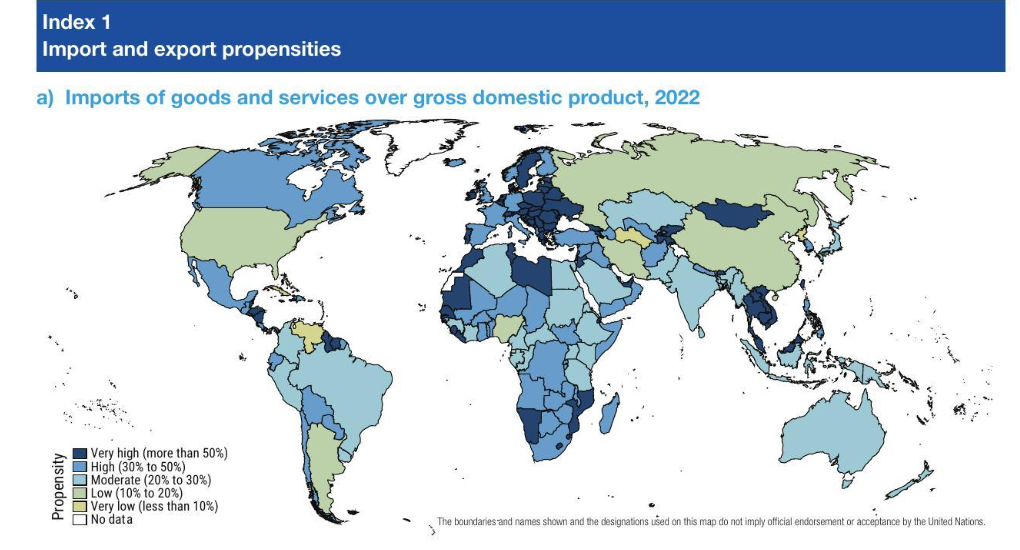 Index 1
Import and export propensities
a) Imports of goods and services over gross domestic product, 2022
Propensity
Very high (more than 50%)
High (30% to 50%)
Moderate (20% to 30%)
Low (10% to 20%)
Very low (less than 10%)
No data
The boundaries and names shown and the designations used on this map do not imply official endorsement or acceptance by the United Nations.